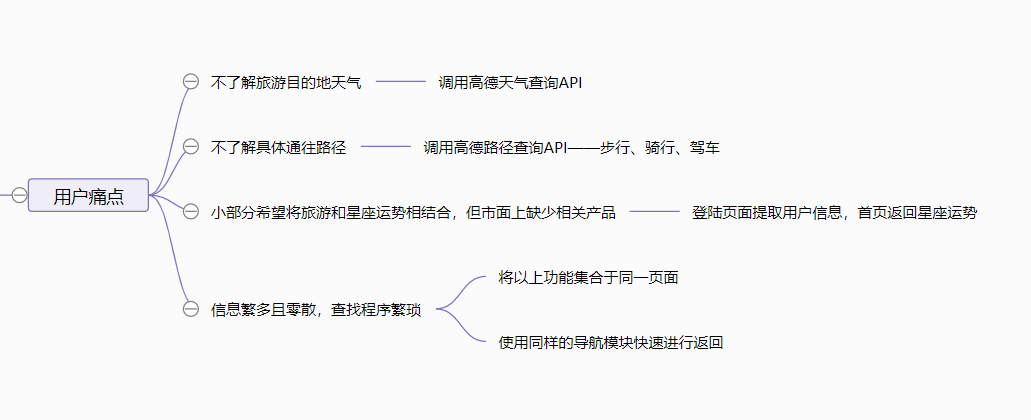 不了解旅游目的地天气
调用高德天气查询API
不了解具体通往路径
调用高德路径查询API——步行、骑行、驾车
用户痛点
小部分希望将旅游和星座运势相结合，但市面上缺少相关产品
登陆页面提取用户信息，首页返回星座运势
信息繁多且零散，查找程序繁琐
将以上功能集合于同一页面
使用同样的导航模块快速进行返回